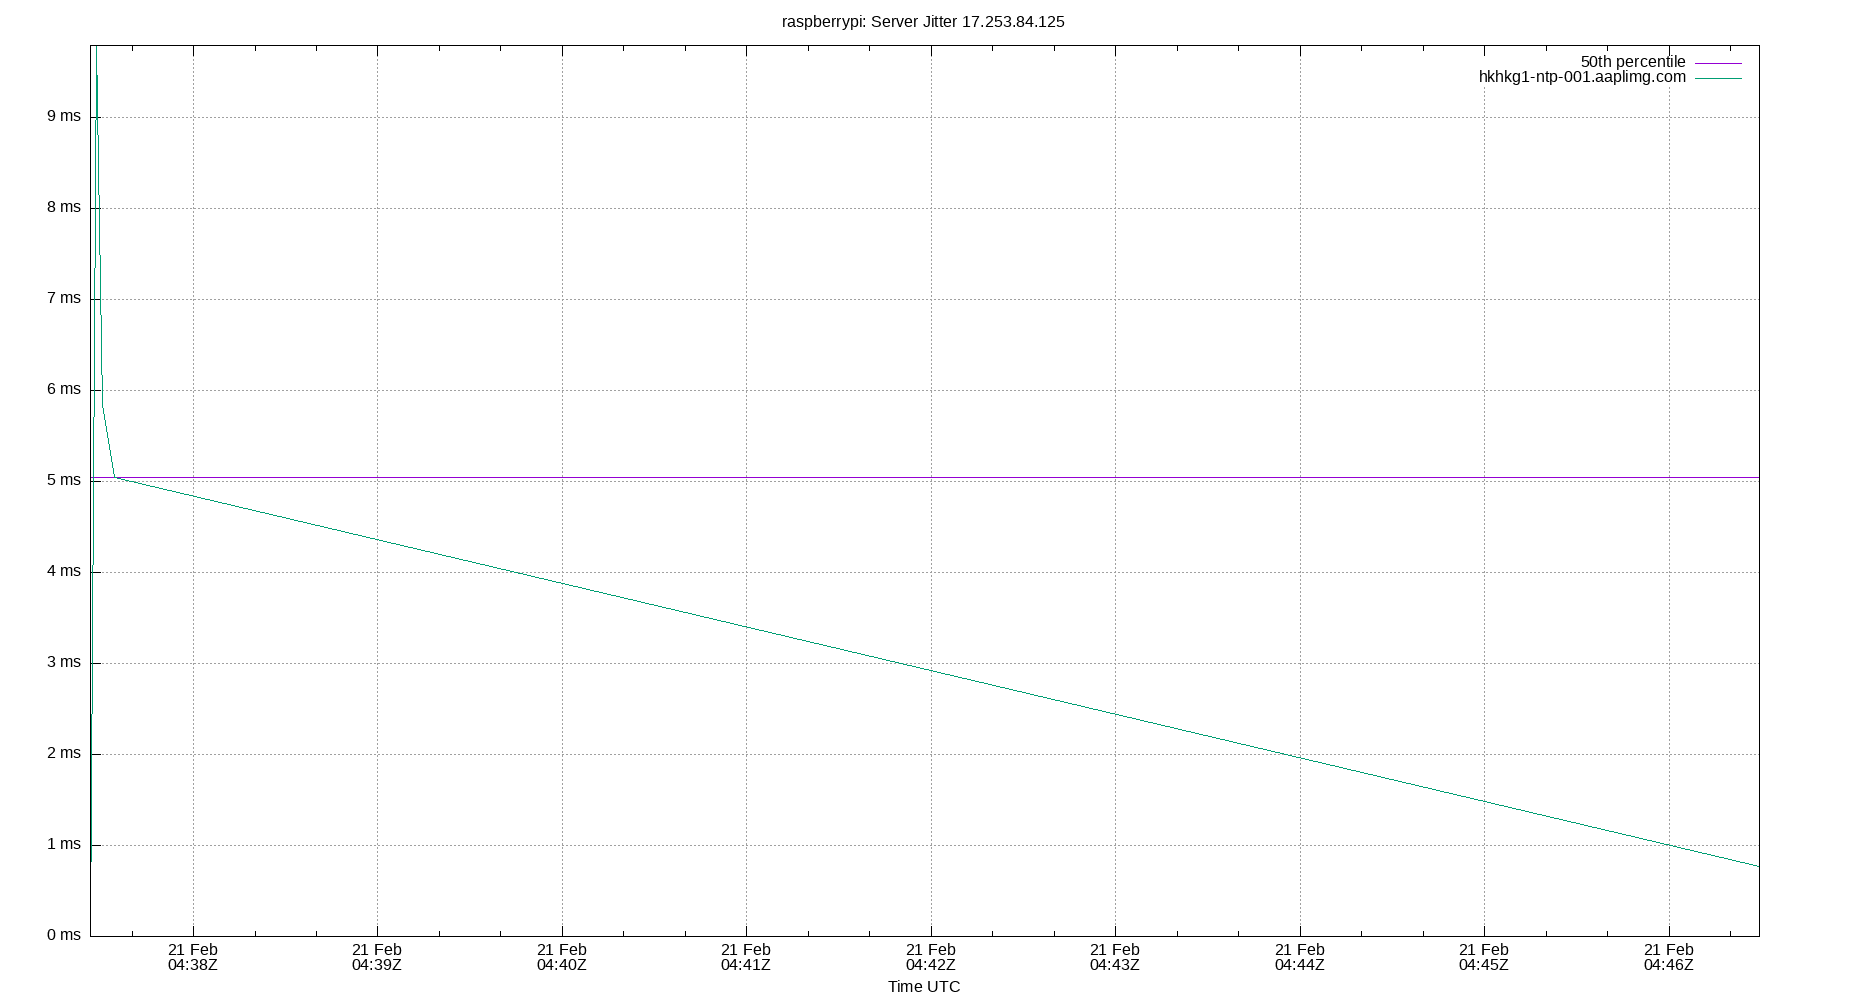 raspberrypi: Server Jitter 17.253.84.125
50th percentile
hkhkg1-ntp-001.aaplimg.com
9 ms
8 ms
7 ms
6 ms
5 ms
4 ms
3 ms
2 ms
1 ms
0 ms
21 Feb 21 Feb 21 Feb 21 Feb 21 Feb 21 Feb 21 Feb 21 Feb 21 Feb
04:38Z 04:39Z 04:40Z 04:41Z 04:42Z 04:43Z 04:44Z 04:45Z 04:46Z
Time UTC